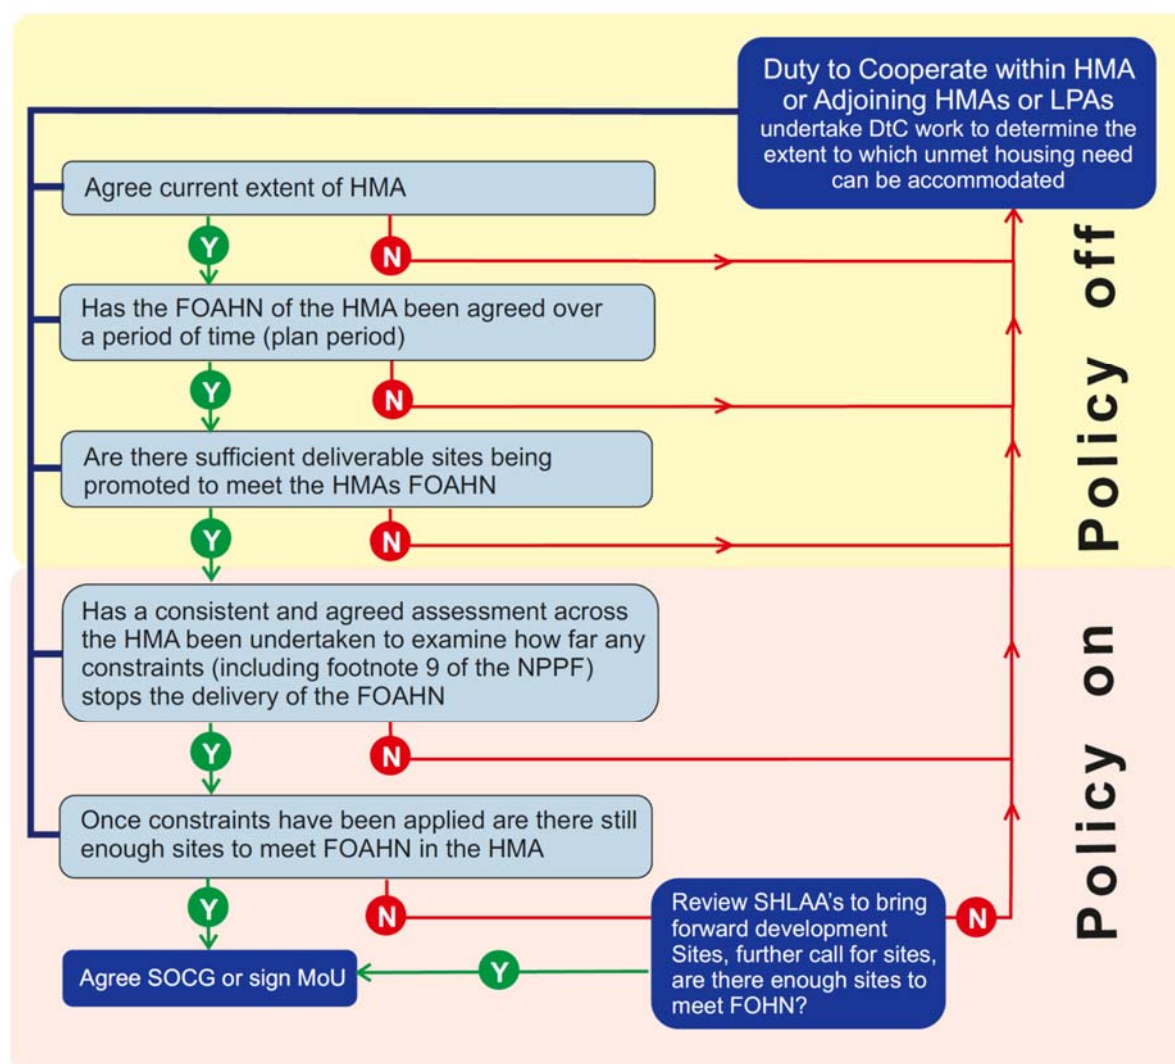 Duty to Cooperate within HMA
or Adjoining HMAs or LPAs
undertake DtC work to determine the
extent to which unmet housing need
can be accommodated
Agree current extent of HMA
Y
N
Has the FOAHN of the HMA been agreed over
a period of time (plan period)
Y
N
Are there sufficient deliverable sites being
promoted to meet the HMAs FOAHN
Y
N
Policy off
Has a consistent and agreed assessment across
the HMA been undertaken to examine how far any
constraints (including footnote 9 of the NPPF)
stops the delivery of the FOAHN
Y
N
Once constraints have been applied are there still
enough sites to meet FOAHN in the HMA
Y
N
Review SHLAA's to bring
forward development
Sites, further call for sites,
are there enough sites to
meet FOHN?
N
Y
Agree SOCG or sign MoU
Policy on